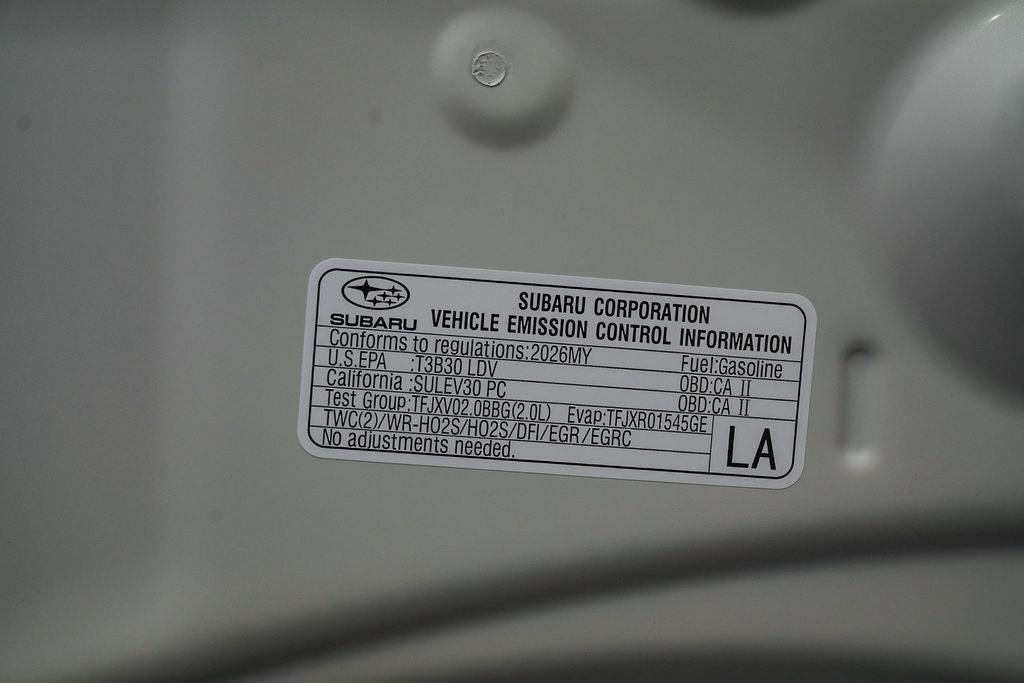 SUBARU
SUBARU CORPORATION
VEHICLE EMISSION CONTROL INFORMATION
Conforms to regulations:2026MY Fuel:Gasoline
U.S.EPA :T3B30 LDV OBD:CA II
California :SULEV30 PC OBD:CA II
Test Group:TFJXV02.0BBG(2.0L) Evap:TFJXR01545GE
TWC(2)/WR-HO2S/HO2S/DFI/EGR/EGRC
No adjustments needed.
LA